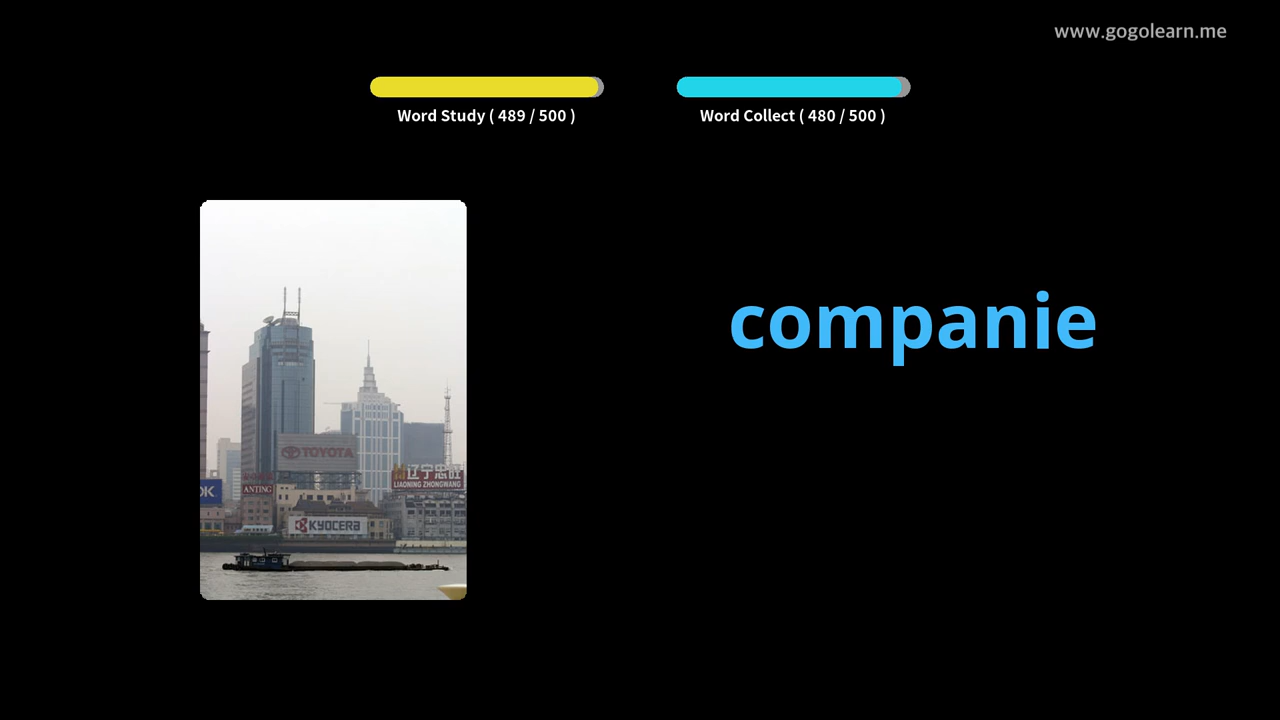 www.gogolearn.me
Word Study ( 489 / 500 )
Word Collect ( 480 / 500 )
companie
TOYOTA
辽宁忠旺
LIAONING ZHONGWANG
OK
ANTING
KYOCERA